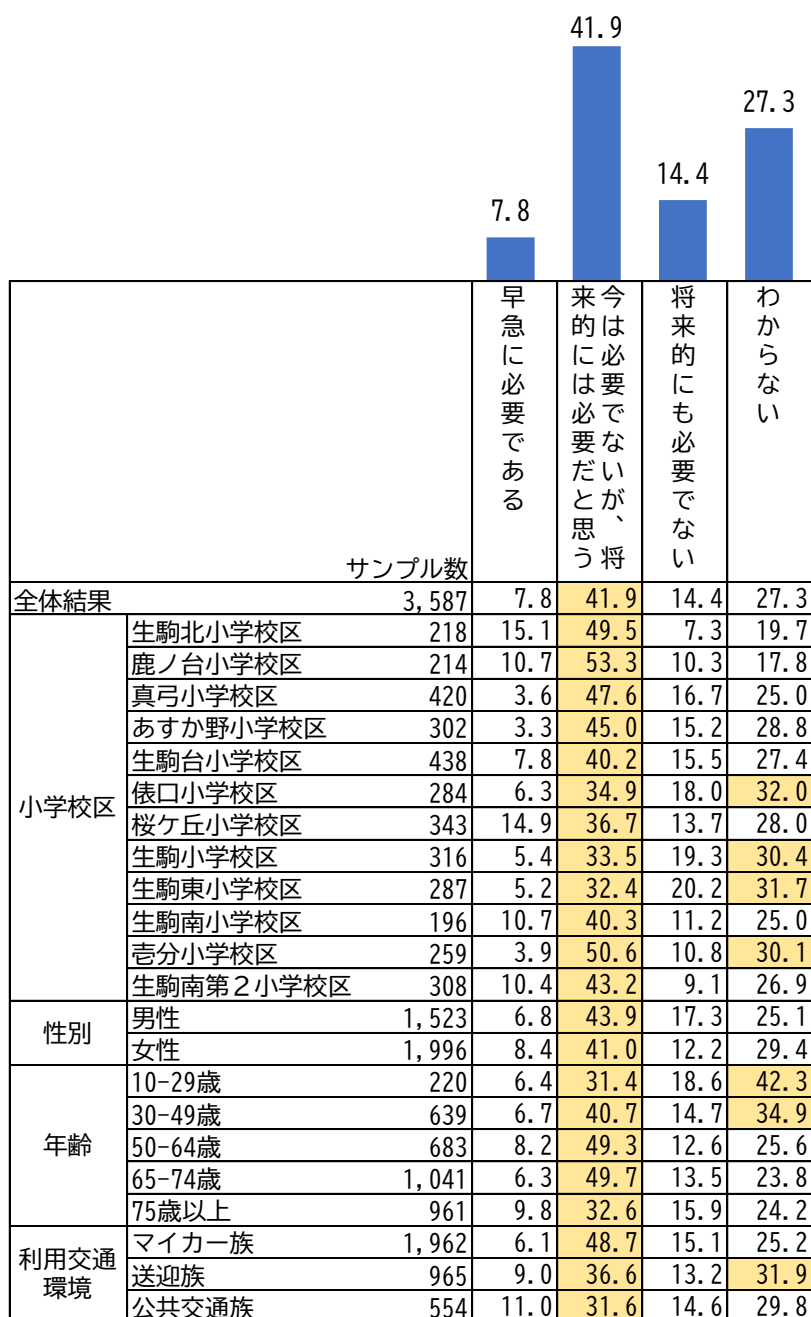 41.9
27.3
14.4
7.8
早急に必要である
今は必要でないが、将
来的には必要だと思う
将来的にも必要でない
わからない
サンプル数
全体結果 3,587 7.8 41.9 14.4 27.3
小学校区
生駒北小学校区 218 15.1 49.5 7.3 19.7
鹿ノ台小学校区 214 10.7 53.3 10.3 17.8
真弓小学校区 420 3.6 47.6 16.7 25.0
あすか野小学校区 302 3.3 45.0 15.2 28.8
生駒台小学校区 438 7.8 40.2 15.5 27.4
俵口小学校区 284 6.3 34.9 18.0 32.0
桜ケ丘小学校区 343 14.9 36.7 13.7 28.0
生駒小学校区 316 5.4 33.5 19.3 30.4
生駒東小学校区 287 5.2 32.4 20.2 31.7
生駒南小学校区 196 10.7 40.3 11.2 25.0
壱分小学校区 259 3.9 50.6 10.8 30.1
生駒南第２小学校区 308 10.4 43.2 9.1 26.9
性別
男性 1,523 6.8 43.9 17.3 25.1
女性 1,996 8.4 41.0 12.2 29.4
年齢
10-29歳 220 6.4 31.4 18.6 42.3
30-49歳 639 6.7 40.7 14.7 34.9
50-64歳 683 8.2 49.3 12.6 25.6
65-74歳 1,041 6.3 49.7 13.5 23.8
75歳以上 961 9.8 32.6 15.9 24.2
利用交通
環境
マイカー族 1,962 6.1 48.7 15.1 25.2
送迎族 965 9.0 36.6 13.2 31.9
公共交通族 554 11.0 31.6 14.6 29.8